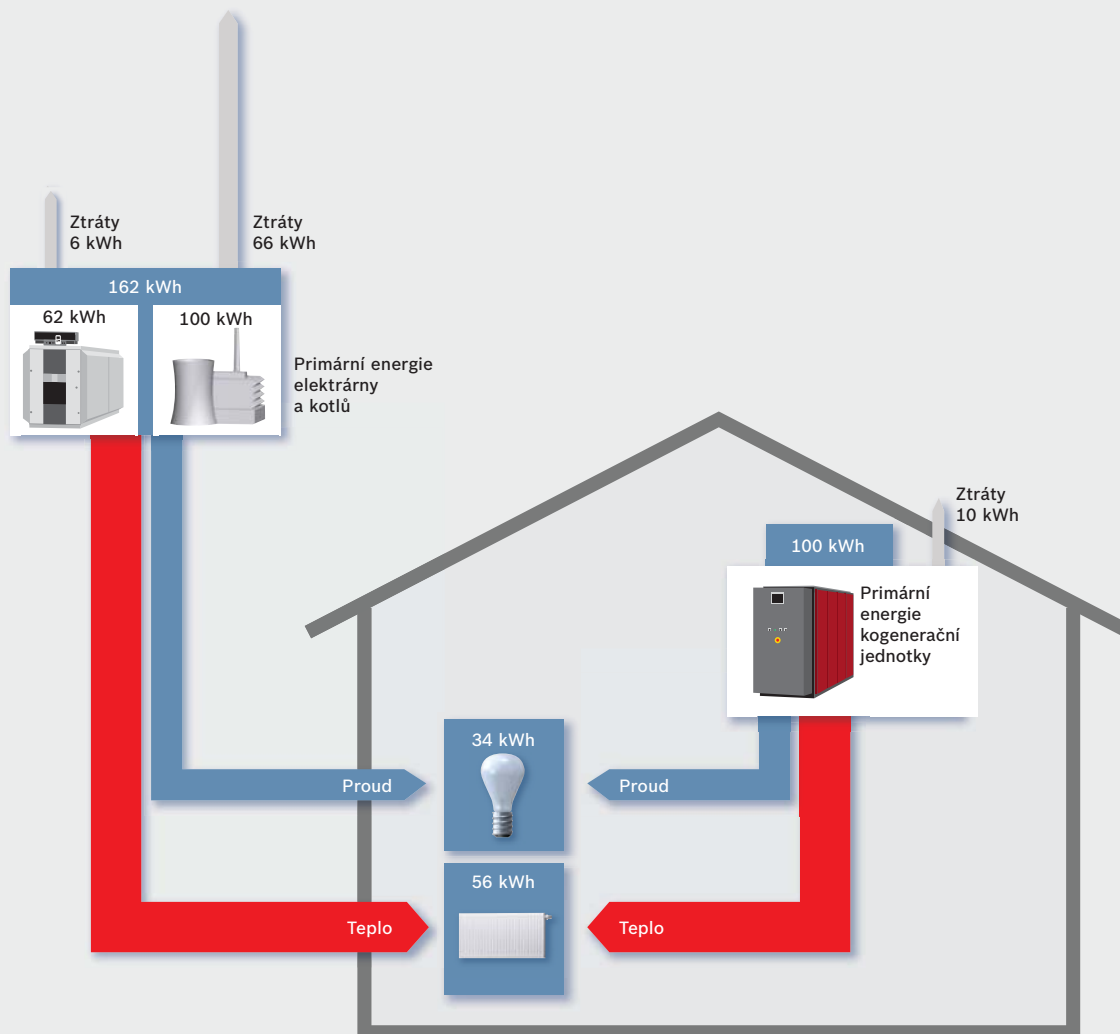 Ztráty
6 kWh
Ztráty
66 kWh
162 kWh
62 kWh
100 kWh
Primární energie
elektrárny
a kotlů
Ztráty
10 kWh
100 kWh
Primární
energie
kogenerační
jednotky
34 kWh
Proud
Proud
56 kWh
Teplo
Teplo